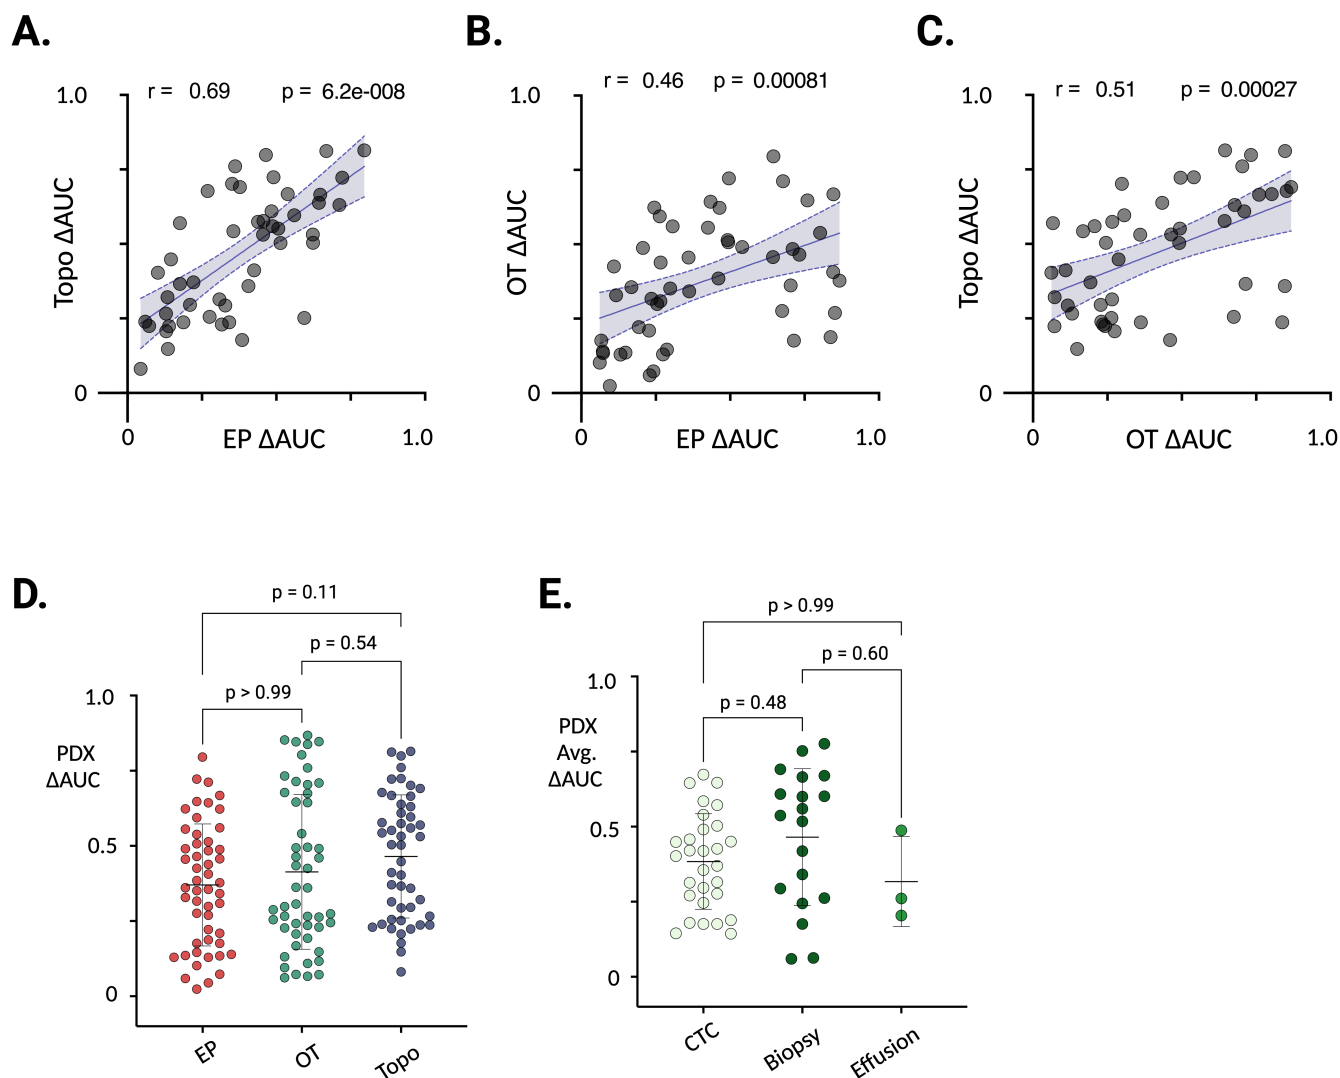 A.
B.
C.
r = 0.69 p = 6.2e-008
r = 0.46 p = 0.00081
r = 0.51 p = 0.00027
1.0
Topo ΔAUC
0
0
EP ΔAUC
1.0
1.0
OT ΔAUC
0
0
EP ΔAUC
1.0
1.0
Topo ΔAUC
0
0
OT ΔAUC
1.0
D.
p = 0.11
p = 0.54
p > 0.99
1.0
PDX
ΔAUC
0.5
0
EP
OT
Topo
E.
p > 0.99
p = 0.60
p = 0.48
1.0
PDX
Avg.
ΔAUC
0.5
0
CTC
Biopsy
Effusion